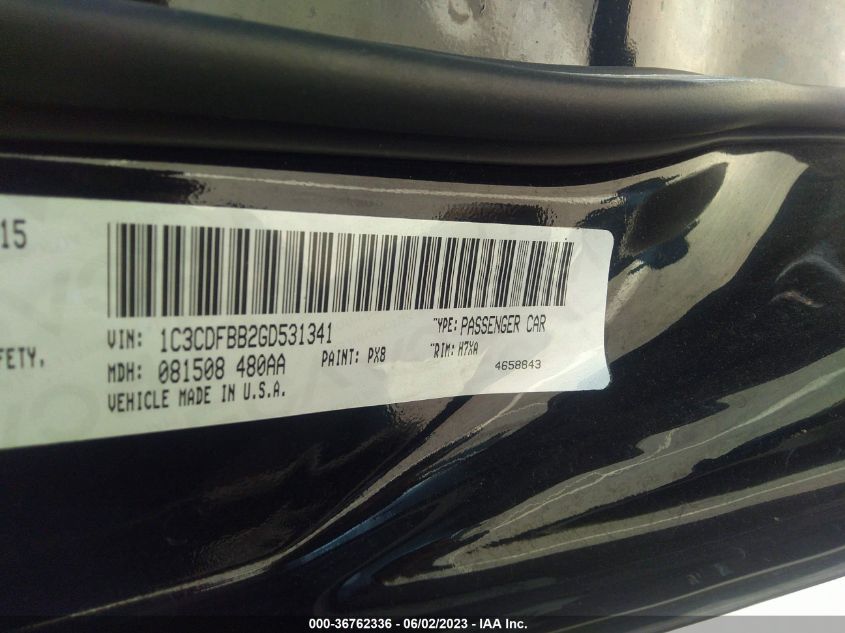 15
FETY.
VIN: 1C3CDFBB2GD531341 TYPE: PASSENGER CAR
MDH: 081508 480AA PAINT: PX8 TRIM: H7XA
VEHICLE MADE IN U.S.A. 4658843
000-36762336 - 06/02/2023 - IAA Inc.